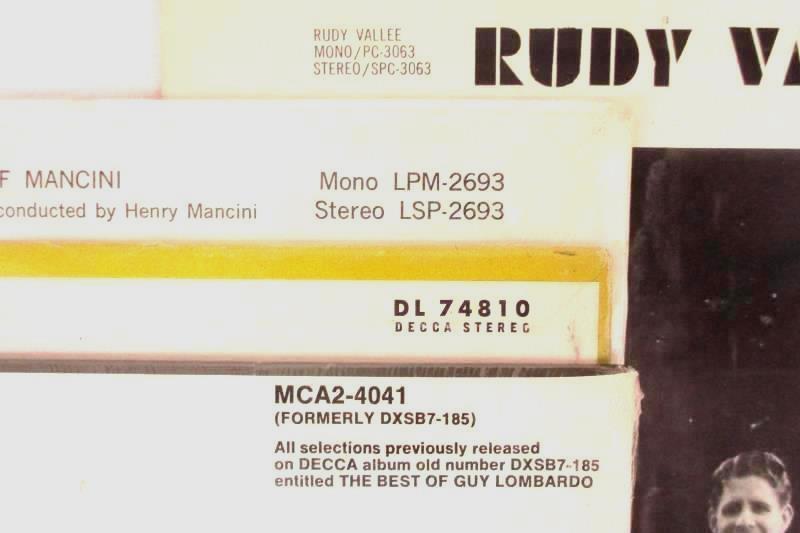 RUDY VALLEE
MONO/PC-3063
STEREO/SPC-3063
RUDY VA
F MANCINI
conducted by Henry Mancini
Mono LPM-2693
Stereo LSP-2693
DL 74810
DECCA STEREO
MCA2-4041
(FORMERLY DXSB7-185)
All selections previously released
on DECCA album old number DXSB7-185
entitled THE BEST OF GUY LOMBARDO